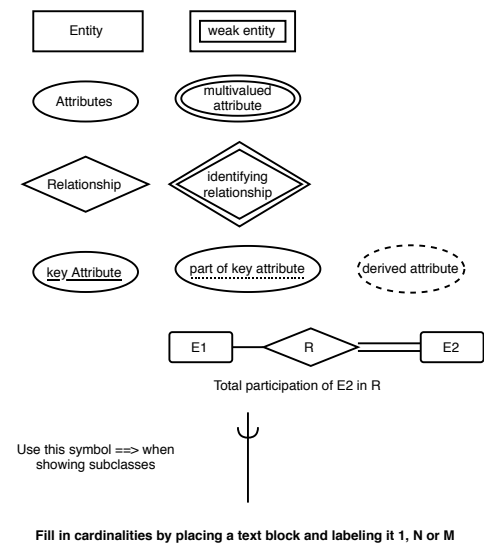 Entity
weak entity
Attributes
multivalued
attribute
Relationship
identifying
relationship
key Attribute
part of key attribute
derived attribute
E1
R
E2
Total participation of E2 in R
Use this symbol ==> when
showing subclasses
Fill in cardinalities by placing a text block and labeling it 1, N or M